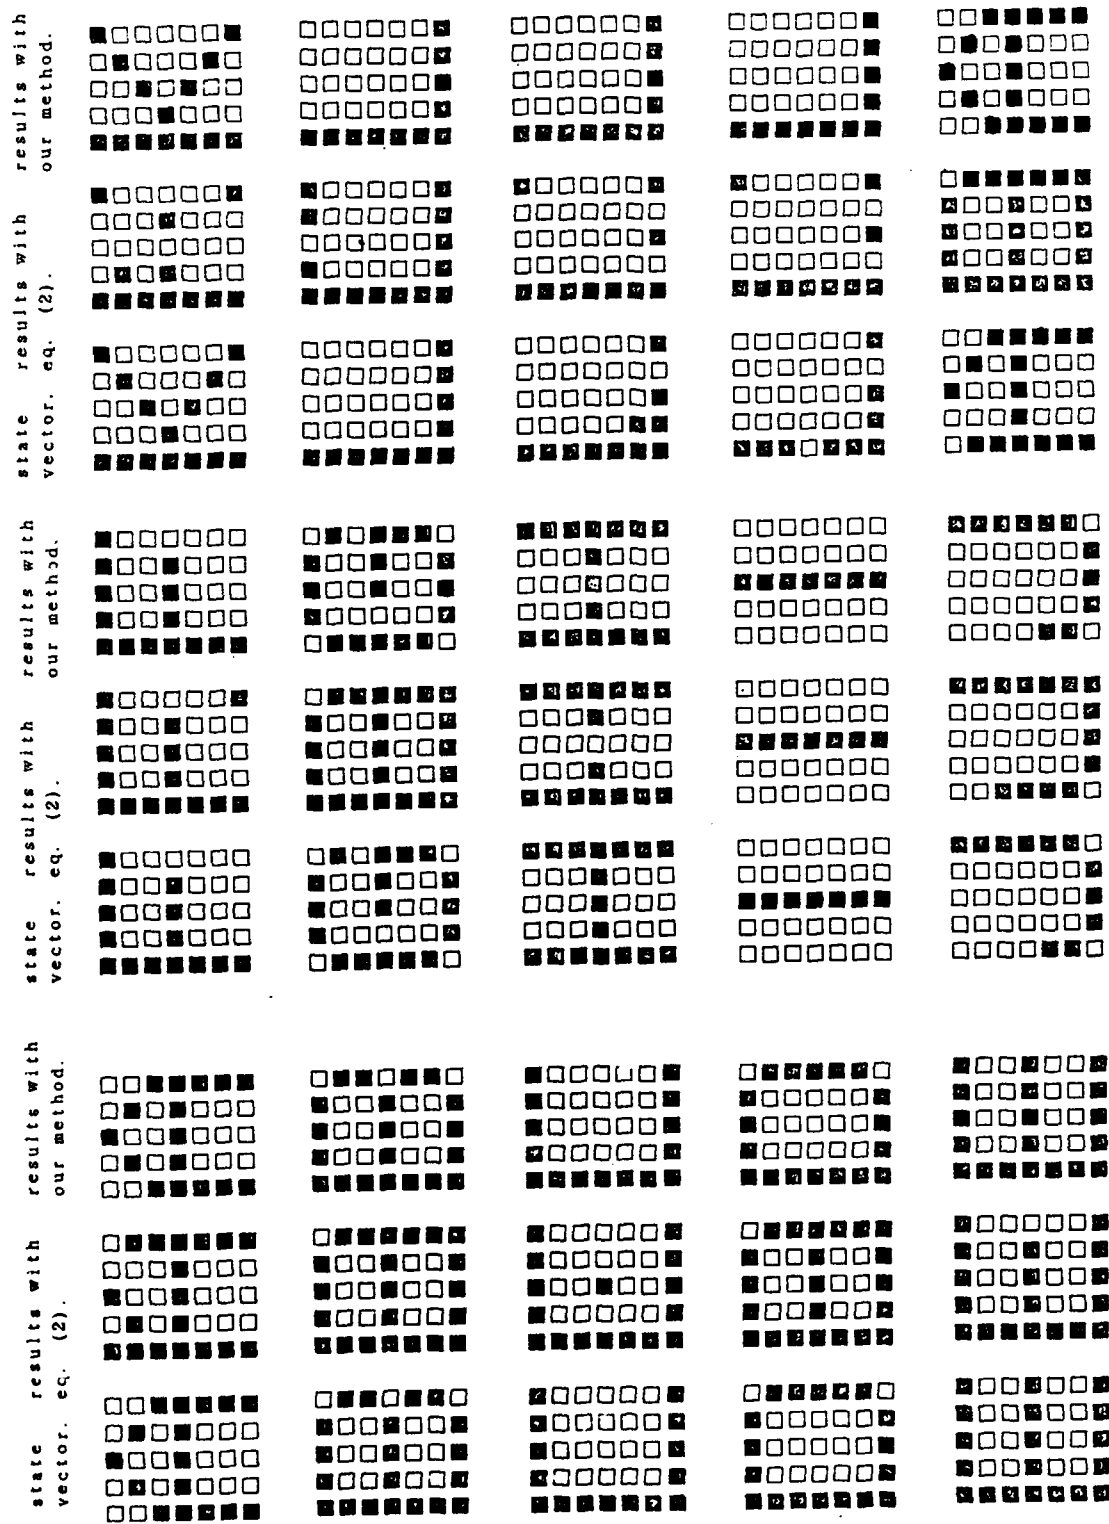 results with
our method.
results with
eq. (2).
state
vector.
results with
our method.
results with
eq. (2).
state
vector.
results with
our method.
results with
eq. (2).
state
vector.